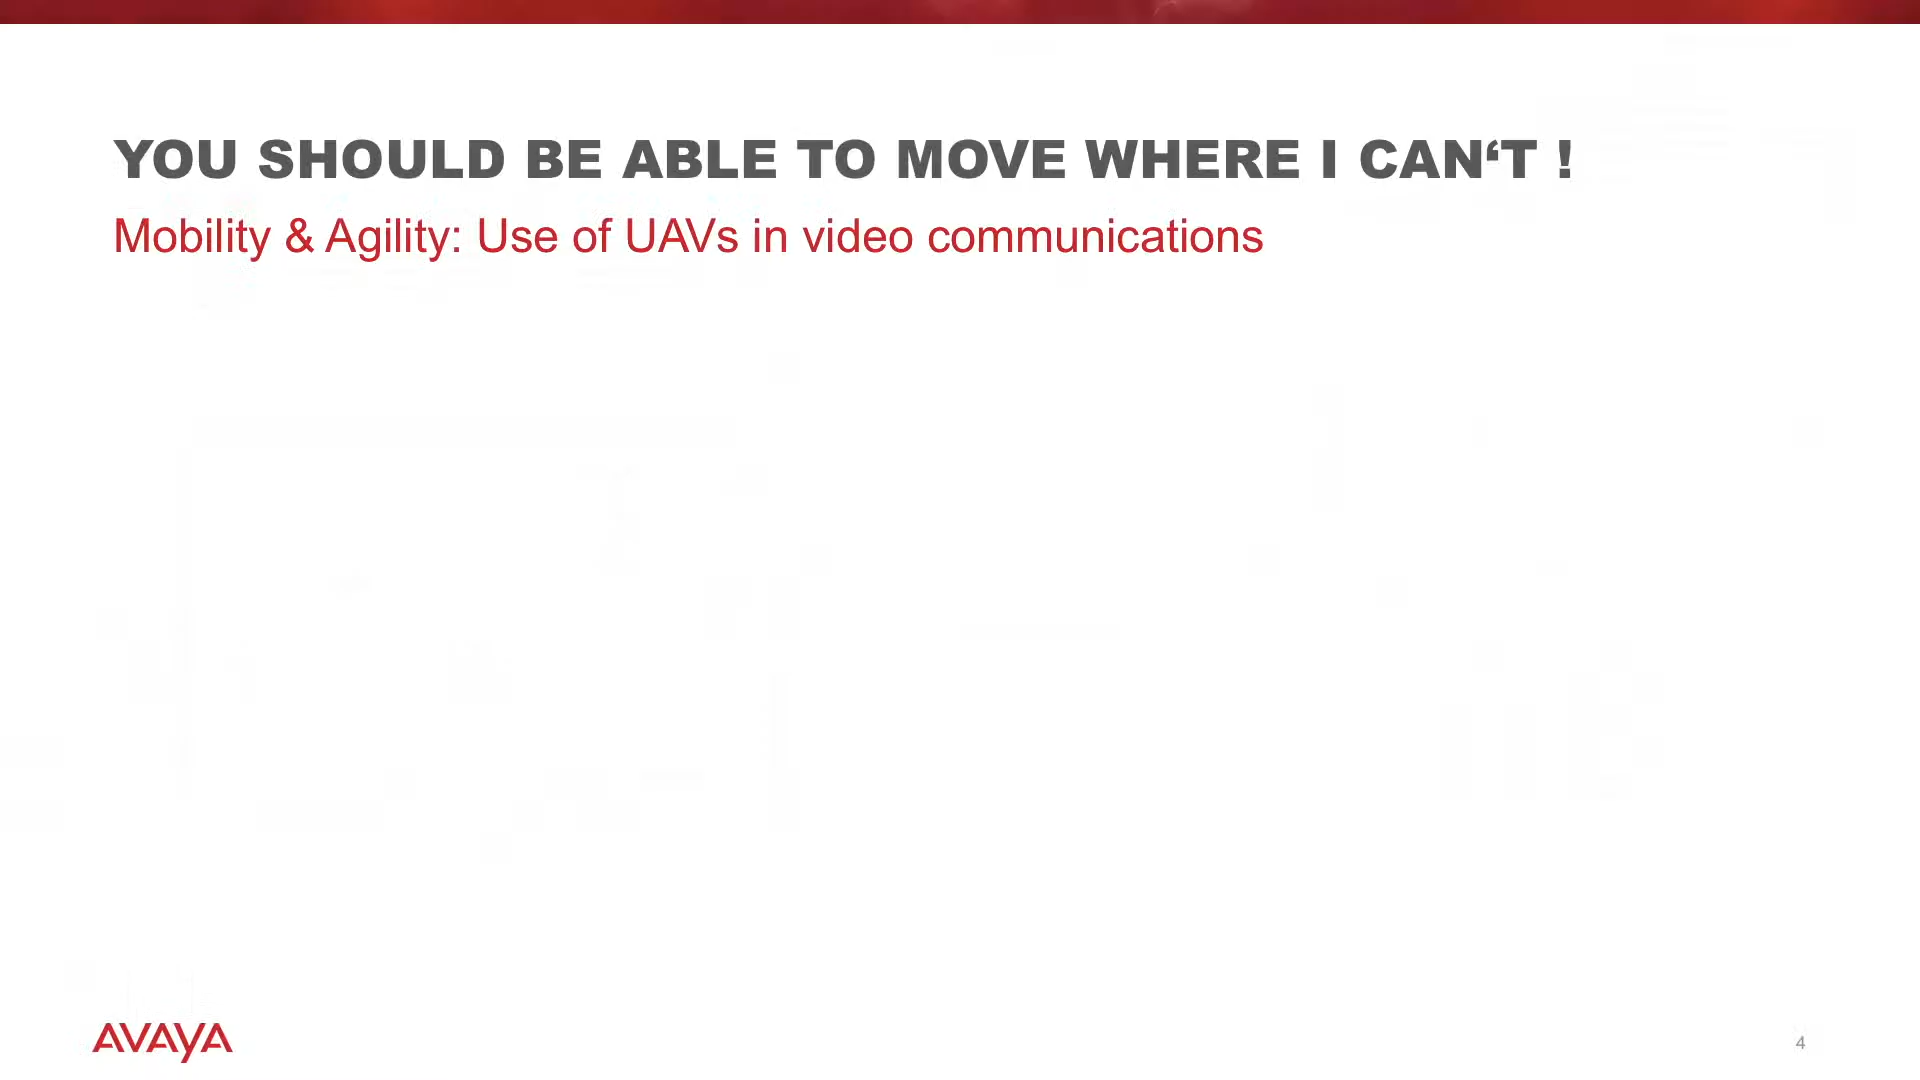 YOU SHOULD BE ABLE TO MOVE WHERE I CAN‘T !
Mobility & Agility: Use of UAVs in video communications
AVAYA
4